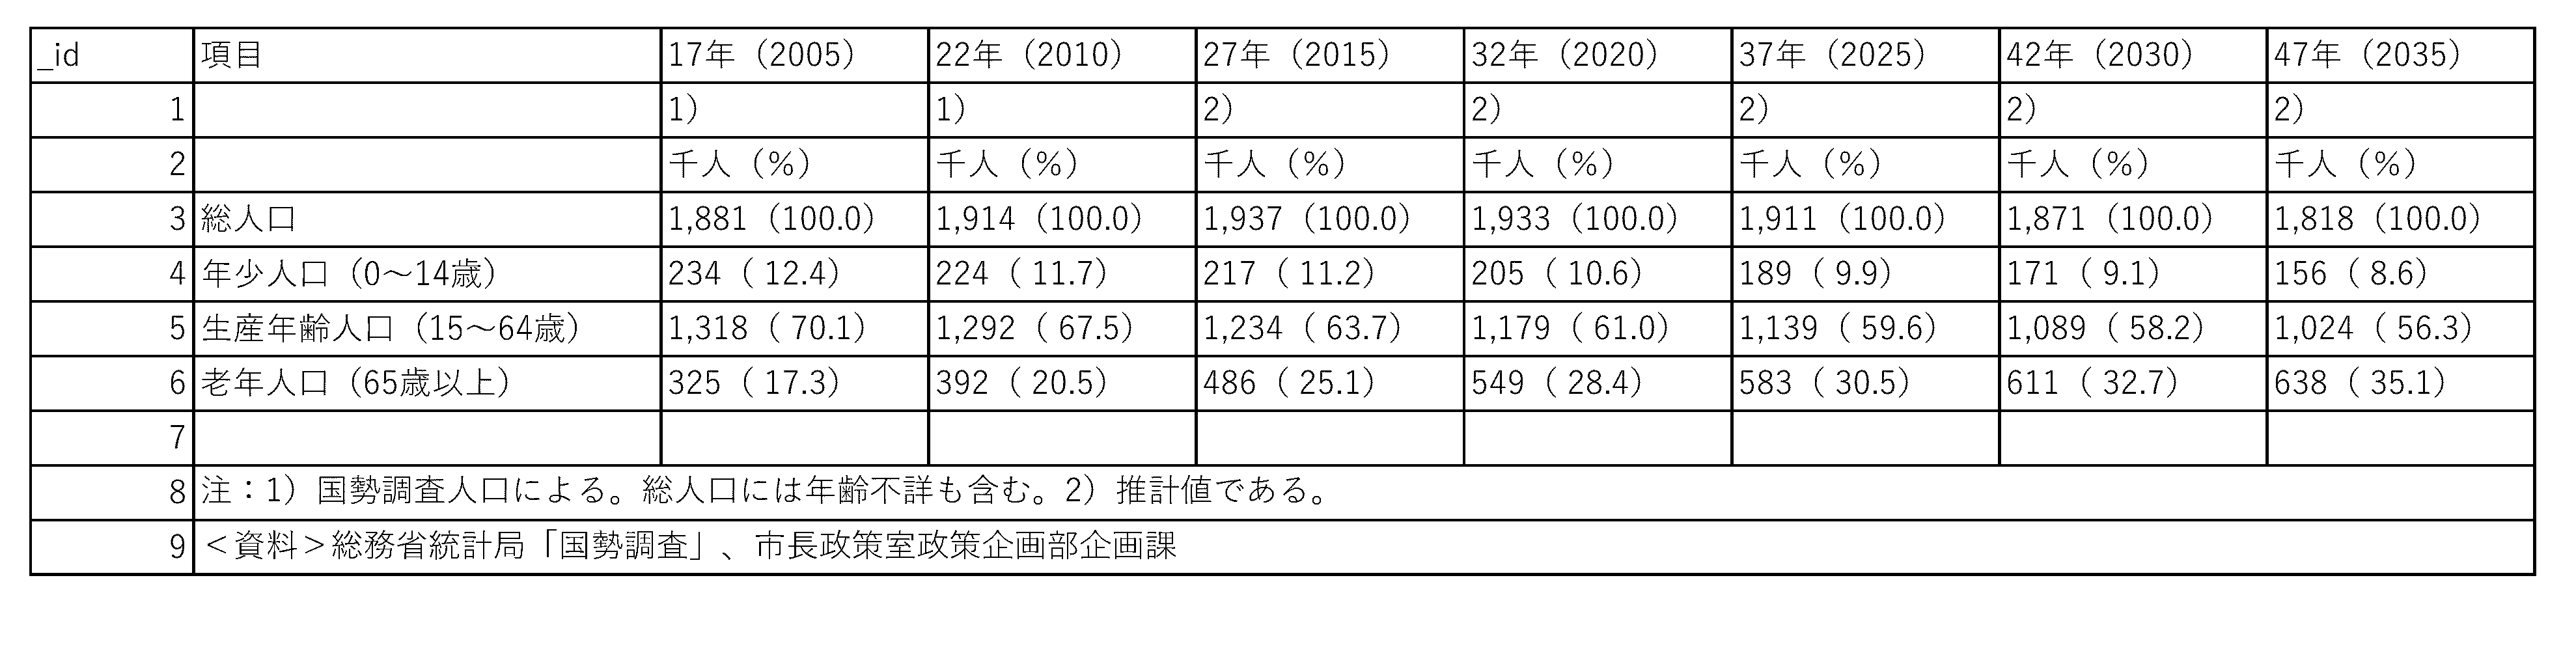 _id 項目 17年（2005） 22年（2010） 27年（2015） 32年（2020） 37年（2025） 42年（2030） 47年（2035）
1 1） 1） 2） 2） 2） 2） 2）
2 千人（%） 千人（%） 千人（%） 千人（%） 千人（%） 千人（%） 千人（%）
3 総人口 1,881（100.0） 1,914（100.0） 1,937（100.0） 1,933（100.0） 1,911（100.0） 1,871（100.0） 1,818（100.0）
4 年少人口（0～14歳） 234（ 12.4） 224（ 11.7） 217（ 11.2） 205（ 10.6） 189（ 9.9） 171（ 9.1） 156（ 8.6）
5 生産年齢人口（15～64歳） 1,318（ 70.1） 1,292（ 67.5） 1,234（ 63.7） 1,179（ 61.0） 1,139（ 59.6） 1,089（ 58.2） 1,024（ 56.3）
6 老年人口（65歳以上） 325（ 17.3） 392（ 20.5） 486（ 25.1） 549（ 28.4） 583（ 30.5） 611（ 32.7） 638（ 35.1）
7
8 注：1）国勢調査人口による。総人口には年齢不詳も含む。2）推計値である。
9 ＜資料＞総務省統計局「国勢調査」、市長政策室政策企画部企画課